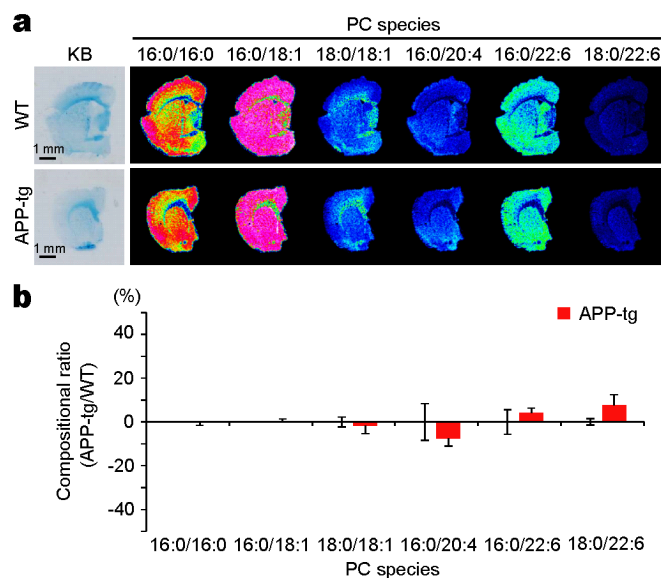 a
PC species
KB 16:0/16:0 16:0/18:1 18:0/18:1 16:0/20:4 16:0/22:6 18:0/22:6
WT
1 mm
APP-tg
1 mm
b
(%)
APP-tg
Compositional ratio
(APP-tg/WT)
50
40
20
0
-20
-40
16:0/16:0 16:0/18:1 18:0/18:1 16:0/20:4 16:0/22:6 18:0/22:6
PC species